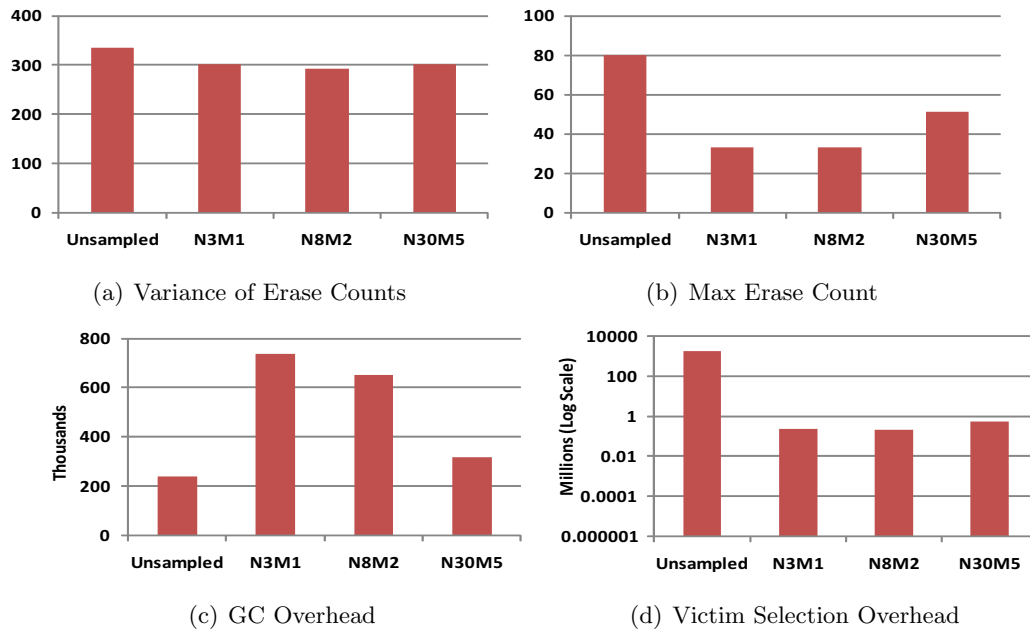 400
300
200
100
0
Unsampled N3M1 N8M2 N30M5
(a) Variance of Erase Counts
100
80
60
40
20
0
Unsampled N3M1 N8M2 N30M5
(b) Max Erase Count
Thousands
800
600
400
200
0
Unsampled N3M1 N8M2 N30M5
(c) GC Overhead
Millions (Log Scale)
10000
100
1
0.01
0.0001
0.000001
Unsampled N3M1 N8M2 N30M5
(d) Victim Selection Overhead